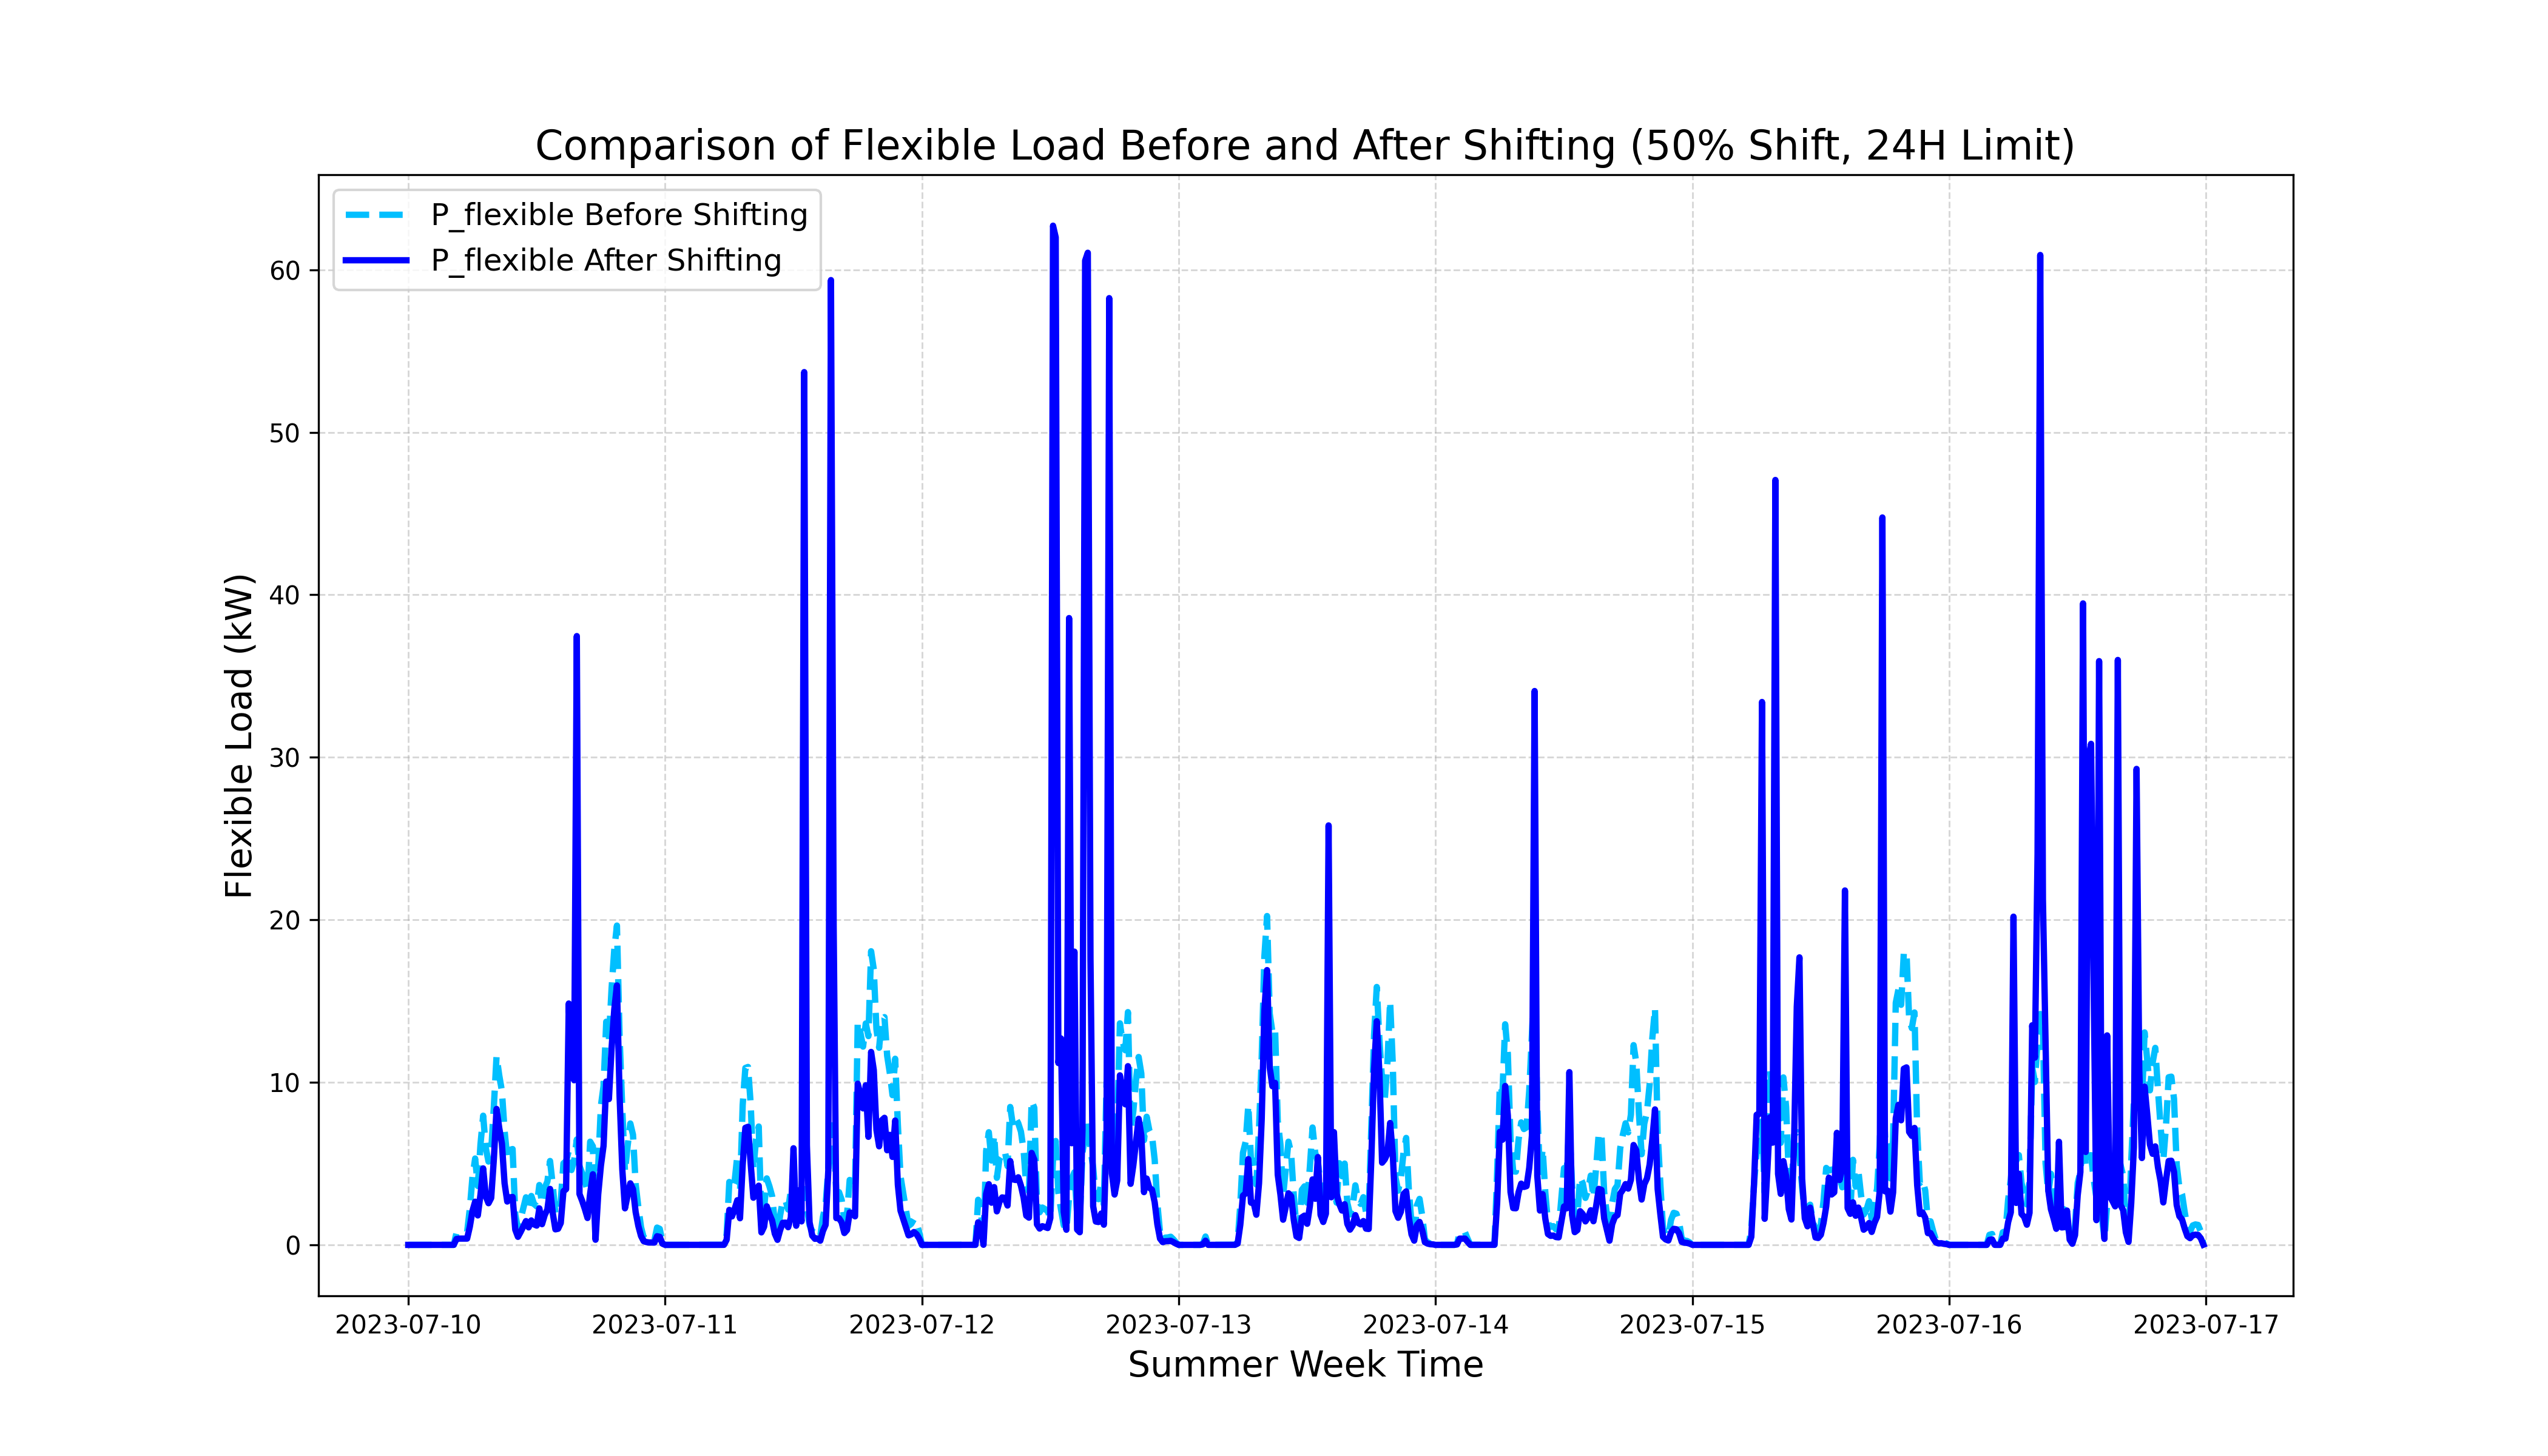 Comparison of Flexible Load Before and After Shifting (50% Shift, 24H Limit)
P_flexible Before Shifting
P_flexible After Shifting
Flexible Load (kW)
60
50
40
30
20
10
0
2023-07-10 2023-07-11 2023-07-12 2023-07-13 2023-07-14 2023-07-15 2023-07-16 2023-07-17
Summer Week Time